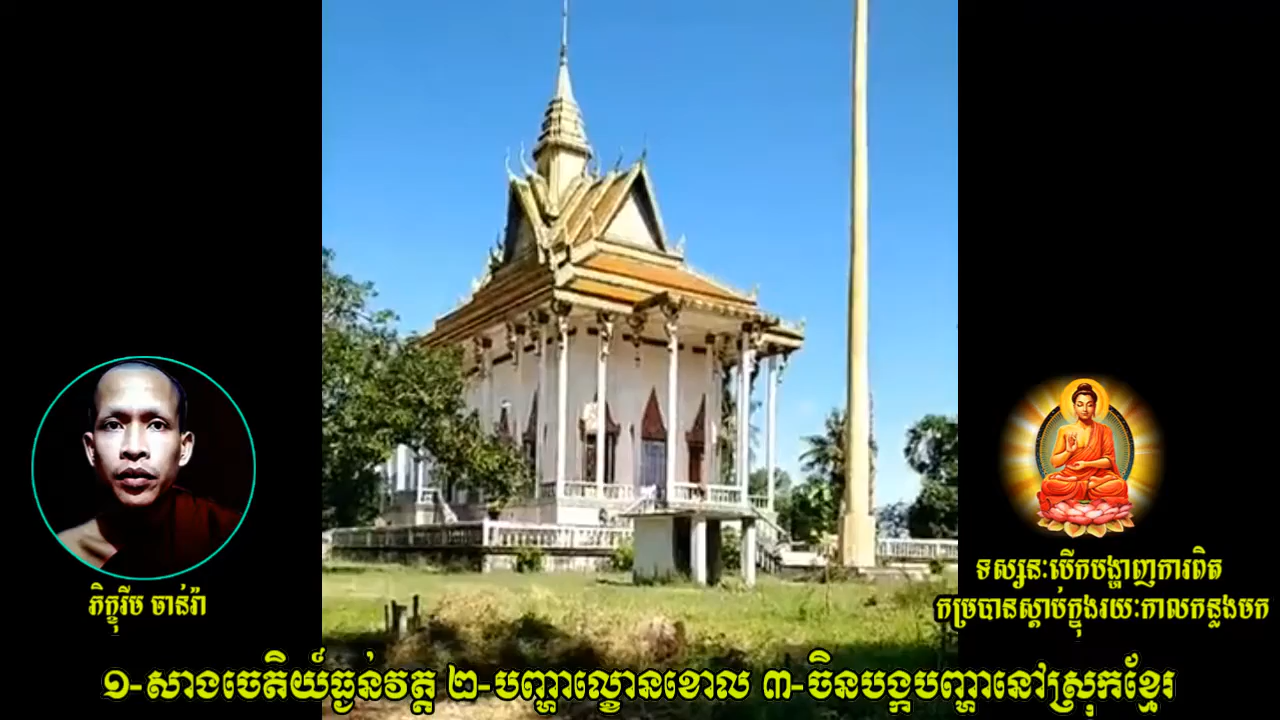 ភិក្ខុរឹម ចាន់រ៉ា
ទស្សនៈបើកបង្ហាញការពិត
កម្របានស្តាប់ក្នុងរយៈកាលកន្លងមក
១-សាងចេតិយ៍ធ្ងន់វត្ត ២-បញ្ហាល្ខោនខោល ៣-ចិនបង្កបញ្ហានៅស្រុកខ្មែរ